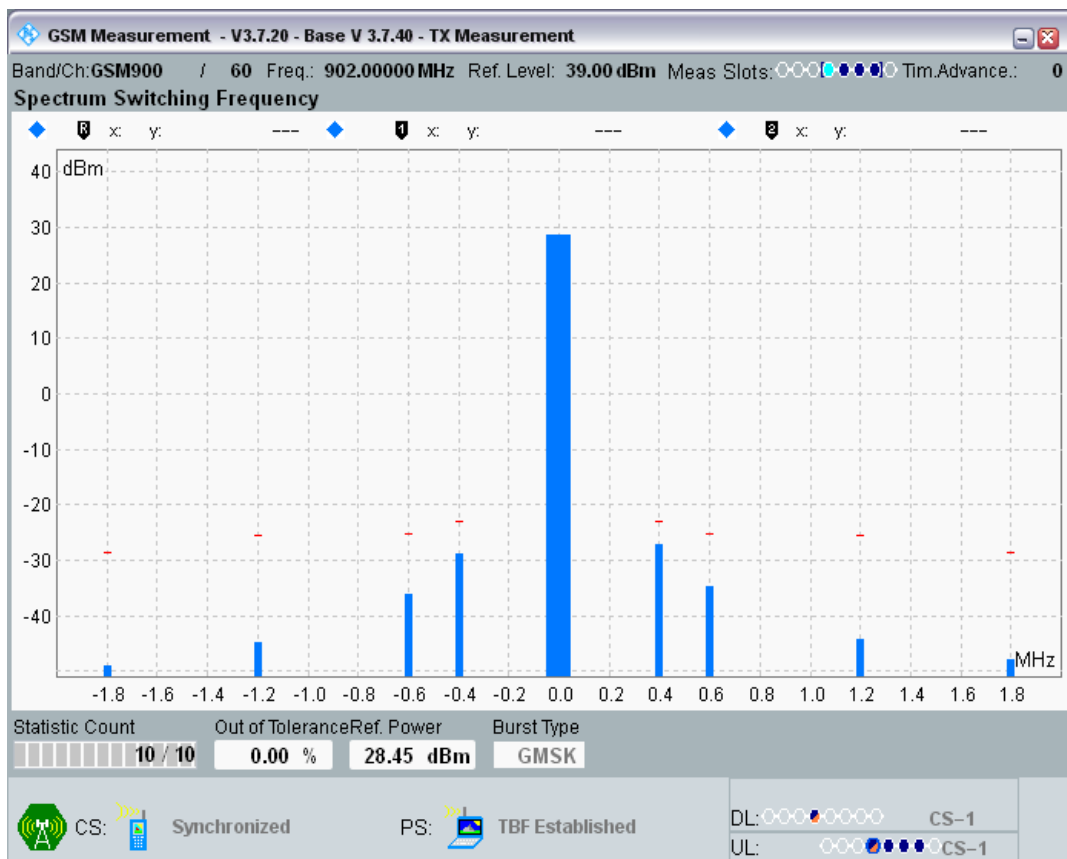 GSM Measurement - V3.7.20 - Base V 3.7.40 - TX Measurement
Band/Ch:GSM900 / 60 Freq.: 902.00000 MHz Ref. Level: 39.00 dBm Meas Slots: Tim.Advance.: 0
Spectrum Switching Frequency
R x: y: --- 1 x: y: --- 2 x: y: ---
dBm
40
30
20
10
0
-10
-20
-30
-40
MHz
-1.8 -1.6 -1.4 -1.2 -1.0 -0.8 -0.6 -0.4 -0.2 0.0 0.2 0.4 0.6 0.8 1.0 1.2 1.4 1.6 1.8
Statistic Count Out of Tolerance Ref. Power Burst Type
10 / 10 0.00 % 28.45 dBm GMSK
CS: Synchronized PS: TBF Established
DL: CS-1
UL: CS-1